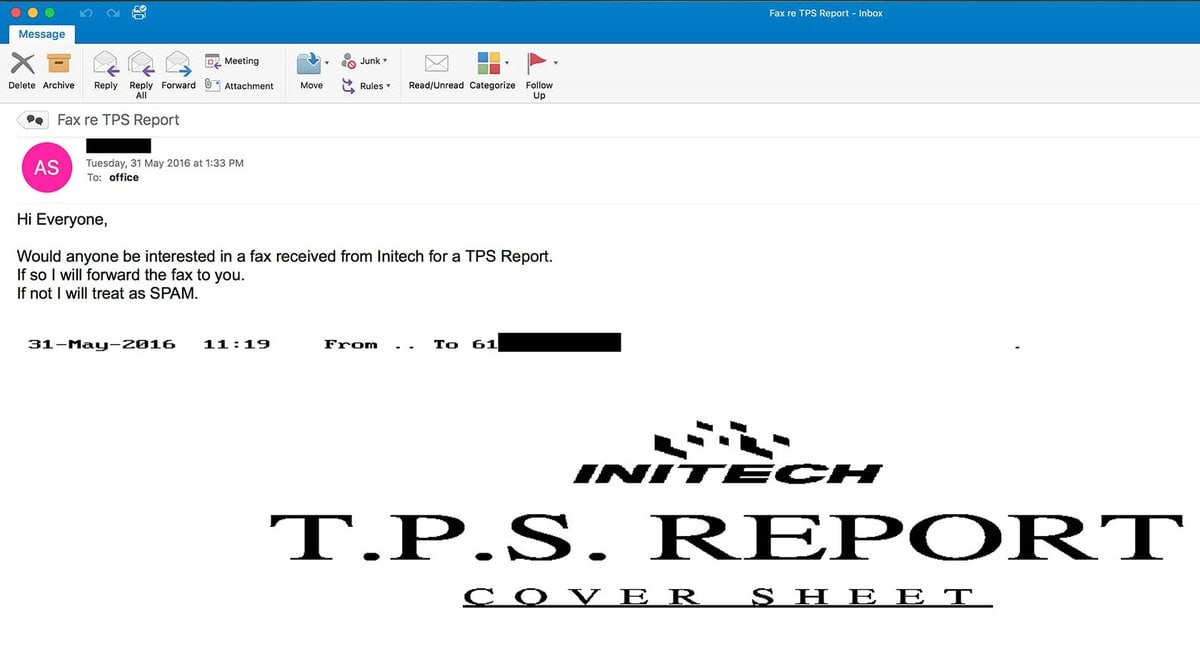 Fax re TPS Report - Inbox
Message
Delete
Archive
Reply
Reply All
Forward
Meeting
Attachment
Move
Junk
Rules
Read/Unread
Categorize
Follow Up
Fax re TPS Report
AS
Tuesday, 31 May 2016 at 1:33 PM
To: office
Hi Everyone,
Would anyone be interested in a fax received from Initech for a TPS Report.
If so I will forward the fax to you.
If not I will treat as SPAM.
31-May-2016 11:19 From .. To 61
INITECH
T.P.S. REPORT
COVER SHEET